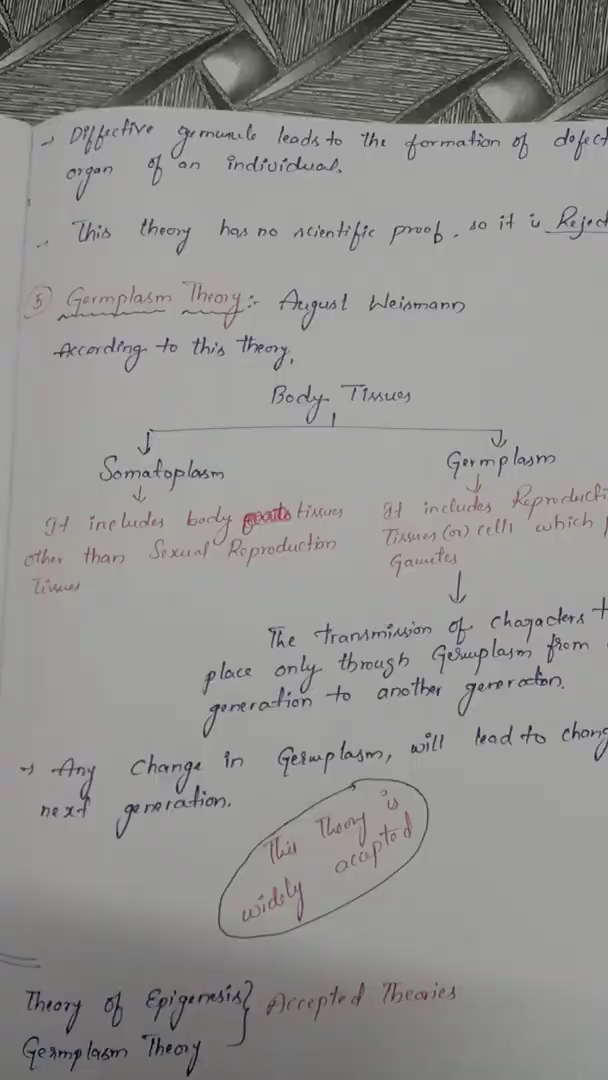 → Diffective gemmule leads to the formation of defect
organ of an individual.
→ This theory has no scientific proof, so it is Reject
5 Germplasm Theory:- August Weismann
According to this theory,
Body Tissues
Somatoplasm Germplasm
It includes body tissues It includes Reproducti
other than Sexual Reproduction Tissues (or) cells which
Tissues Gametes
The transmission of characters t
place only through Germplasm from
generation to another generation.
→ Any change in Germplasm, will lead to chang
next generation.
This Theory is
widely accepted
Theory of Epigenesis } Accepted Theories
Germplasm Theory